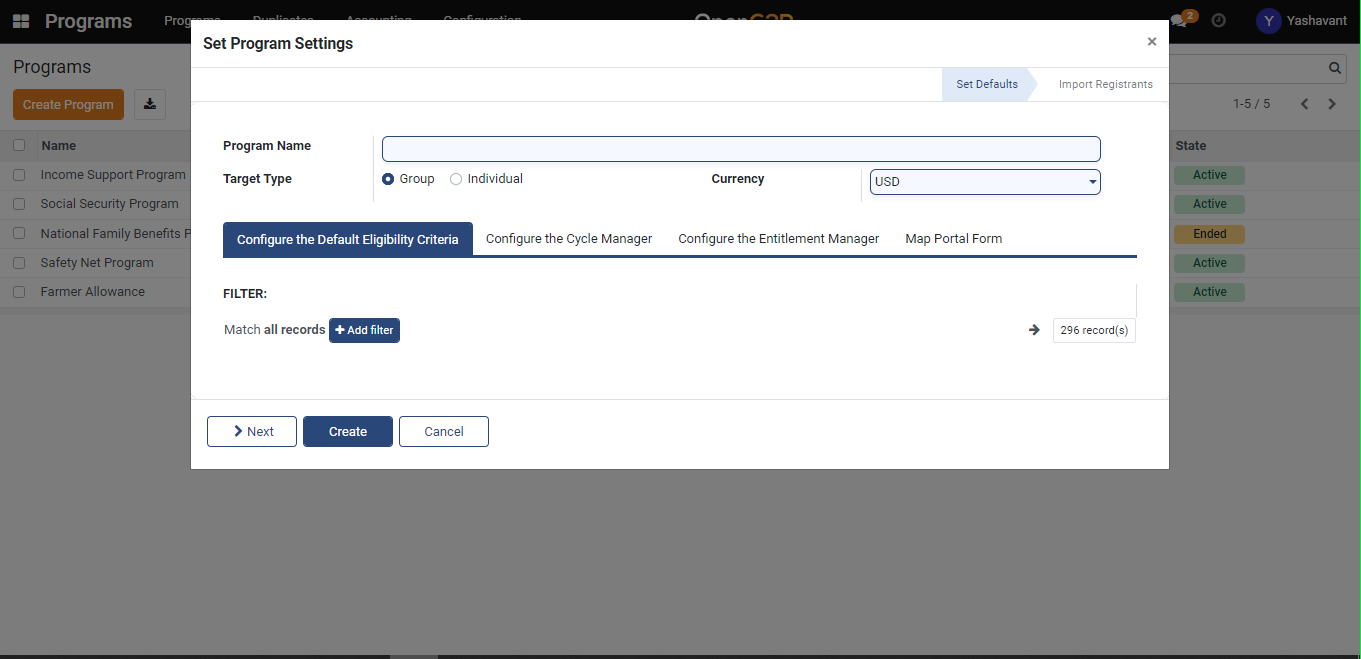 Programs Programs Duplicates Accounting Configuration OpenG2P 2 Y Yashavant
Set Program Settings ×
Programs
Set Defaults Import Registrants
Create Program 1-5 / 5
Name State
Income Support Program Active
Social Security Program Active
National Family Benefits P Ended
Safety Net Program Active
Farmer Allowance Active
Program Name
Target Type Group Individual Currency USD
Configure the Default Eligibility Criteria Configure the Cycle Manager Configure the Entitlement Manager Map Portal Form
FILTER:
Match all records Add filter 296 record(s)
Next Create Cancel